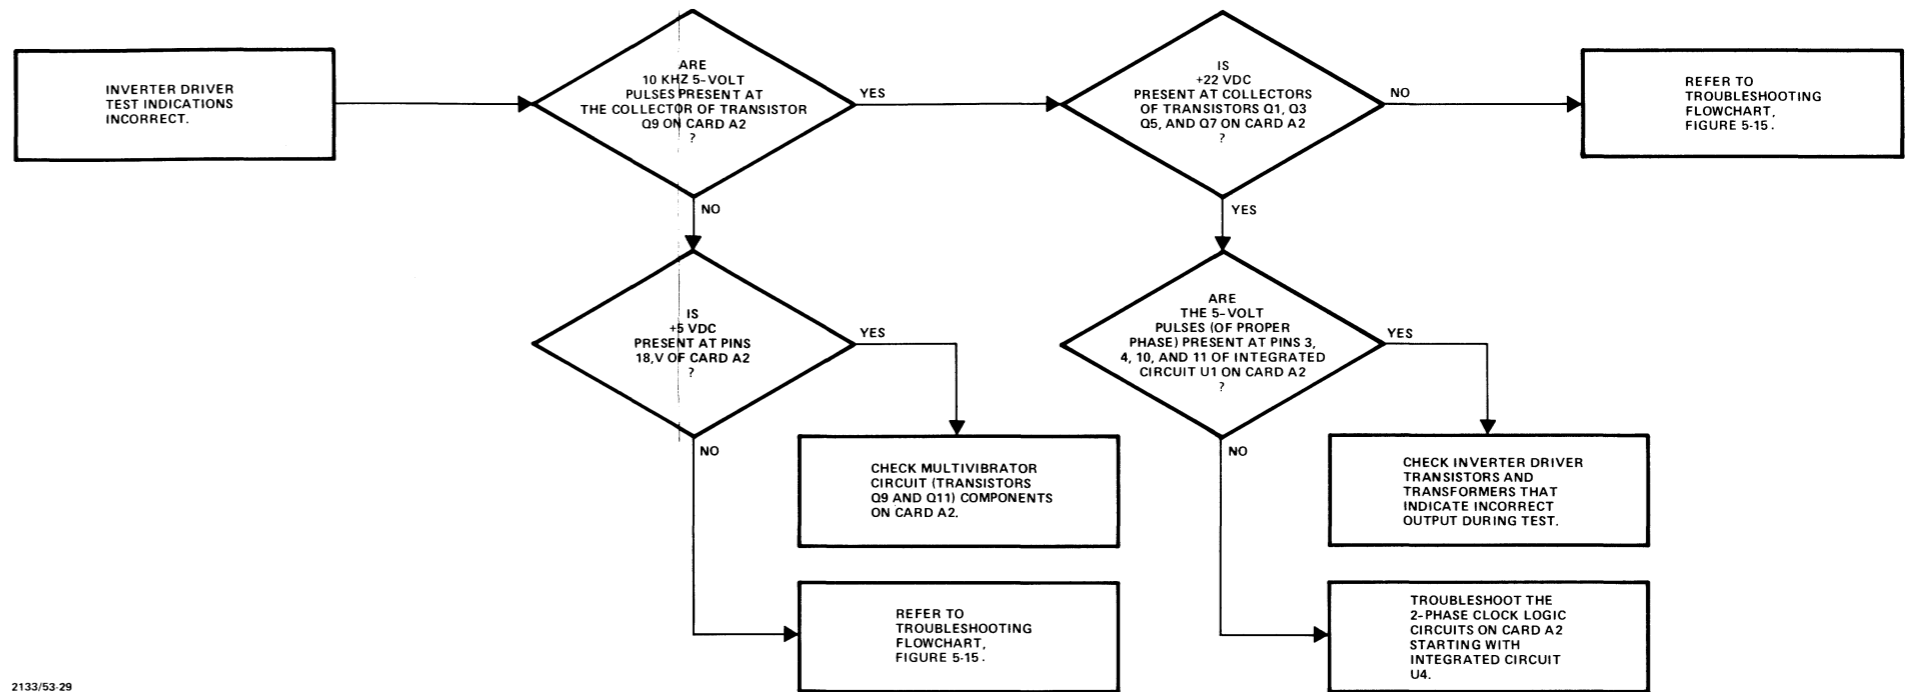 INVERTER DRIVER
TEST INDICATIONS
INCORRECT.
ARE
10 KHZ 5-VOLT
PULSES PRESENT AT
THE COLLECTOR OF TRANSISTOR
Q9 ON CARD A2
?
YES
NO
IS
+22 VDC
PRESENT AT COLLECTORS
OF TRANSISTORS Q1, Q3
Q5, AND Q7 ON CARD A2
?
NO
YES
REFER TO
TROUBLESHOOTING
FLOWCHART,
FIGURE 5-15.
IS
+5 VDC
PRESENT AT PINS
18,V OF CARD A2
?
YES
NO
ARE
THE 5-VOLT
PULSES (OF PROPER
PHASE) PRESENT AT PINS 3,
4, 10, AND 11 OF INTEGRATED
CIRCUIT U1 ON CARD A2
?
YES
NO
CHECK MULTIVIBRATOR
CIRCUIT (TRANSISTORS
Q9 AND Q11) COMPONENTS
ON CARD A2.
CHECK INVERTER DRIVER
TRANSISTORS AND
TRANSFORMERS THAT
INDICATE INCORRECT
OUTPUT DURING TEST.
REFER TO
TROUBLESHOOTING
FLOWCHART,
FIGURE 5-15.
TROUBLESHOOT THE
2-PHASE CLOCK LOGIC
CIRCUITS ON CARD A2
STARTING WITH
INTEGRATED CIRCUIT
U4.
2133/53-29